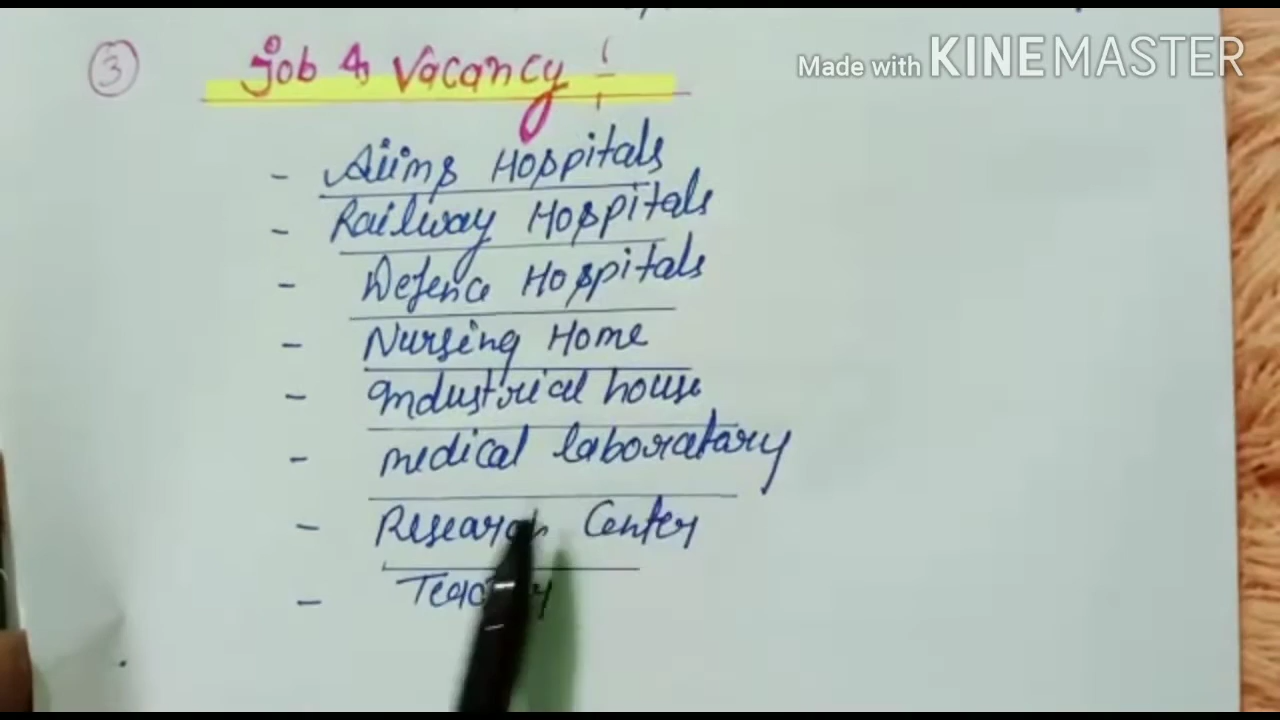 Made with KINEMASTER
③ Job & Vacancy :
- Aiims Hospitals
- Railway Hospitals
- Defence Hospitals
- Nursing Home
- Industrial house
- medical laboratary
- Research Center
-